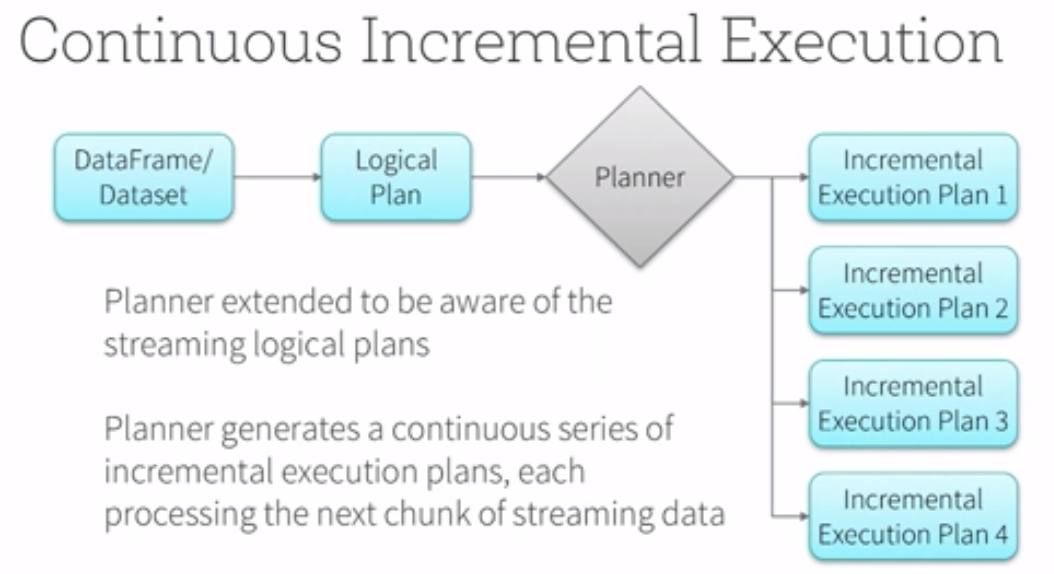 Continuous Incremental Execution
DataFrame/
Dataset
Logical
Plan
Planner
Incremental
Execution Plan 1
Incremental
Execution Plan 2
Incremental
Execution Plan 3
Incremental
Execution Plan 4
Planner extended to be aware of the
streaming logical plans
Planner generates a continuous series of
incremental execution plans, each
processing the next chunk of streaming data